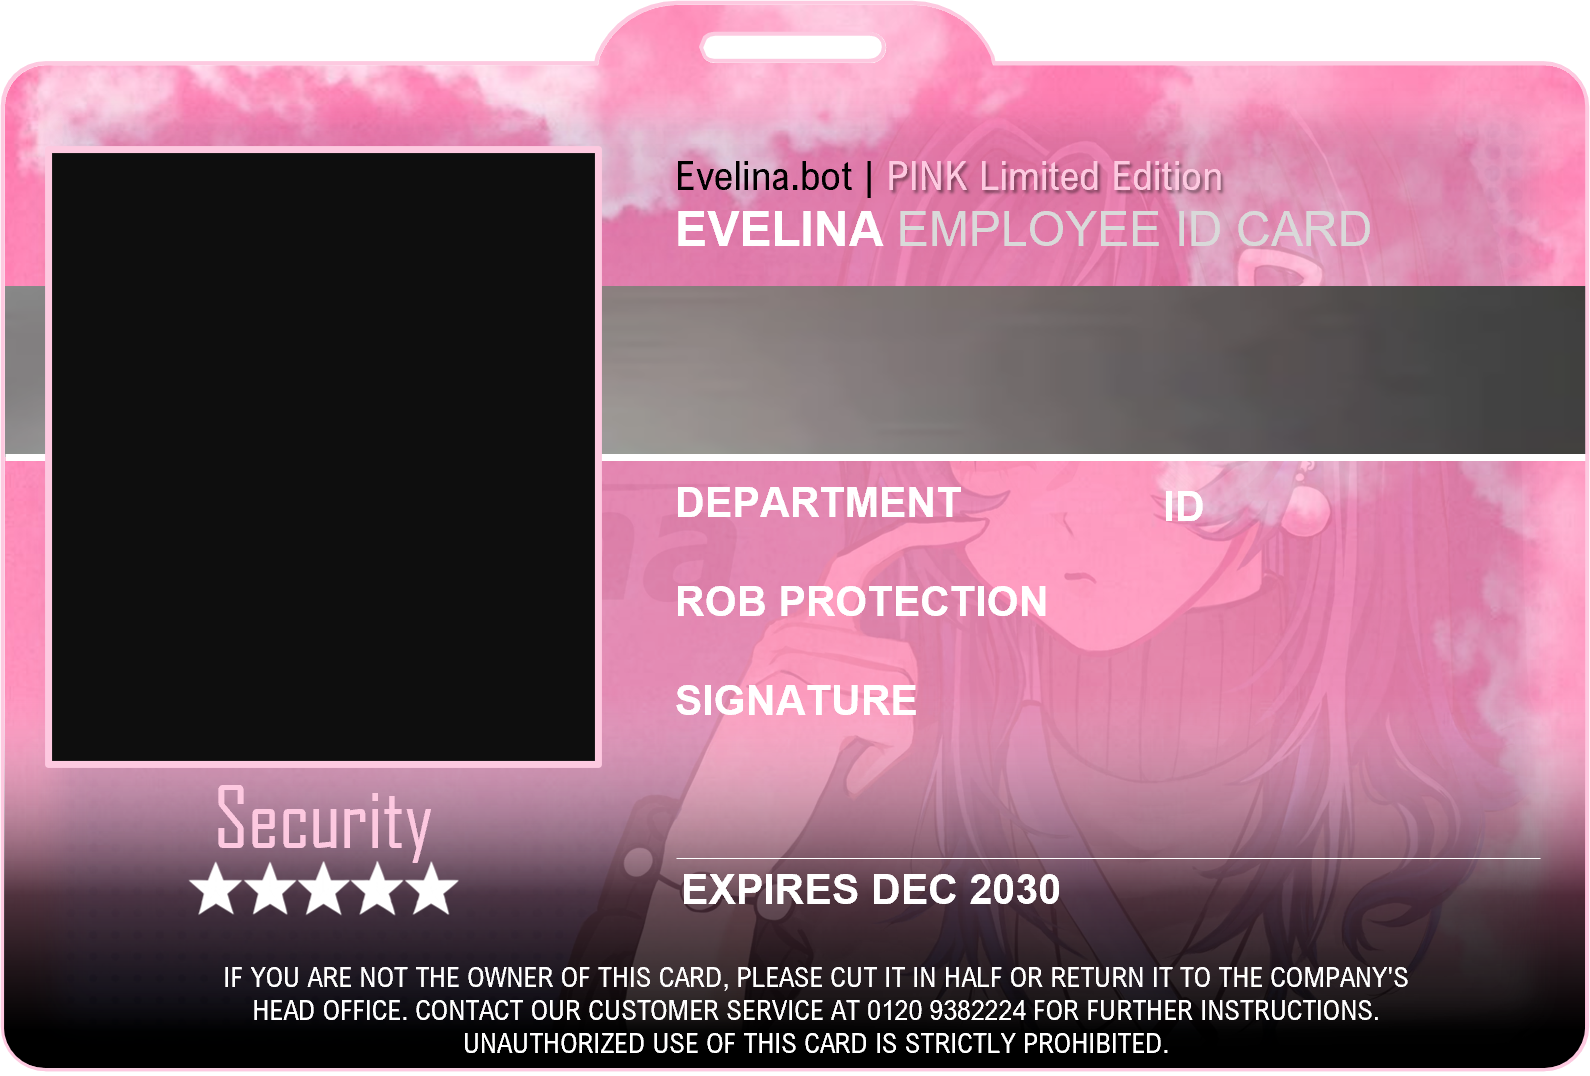 Evelina.bot | PINK Limited Edition
EVELINA EMPLOYEE ID CARD
DEPARTMENT
ID
ROB PROTECTION
SIGNATURE
Security
EXPIRES DEC 2030
IF YOU ARE NOT THE OWNER OF THIS CARD, PLEASE CUT IT IN HALF OR RETURN IT TO THE COMPANY'S
HEAD OFFICE. CONTACT OUR CUSTOMER SERVICE AT 0120 9382224 FOR FURTHER INSTRUCTIONS.
UNAUTHORIZED USE OF THIS CARD IS STRICTLY PROHIBITED.